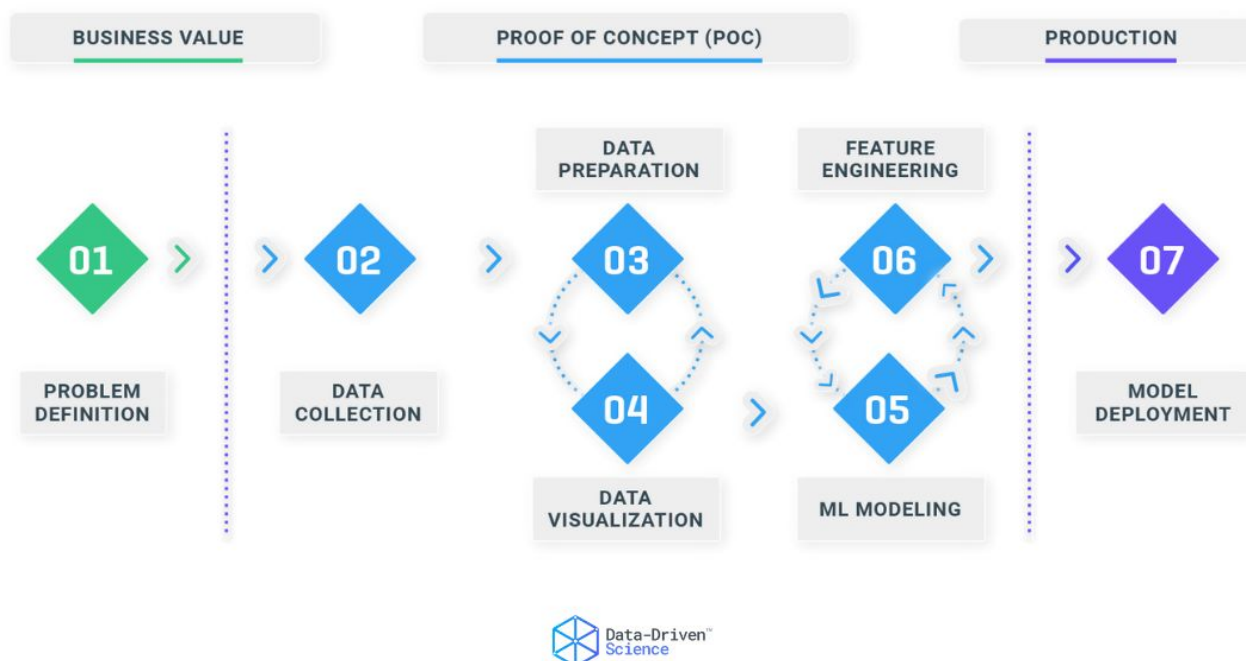 BUSINESS VALUE
PROOF OF CONCEPT (POC)
PRODUCTION
01
PROBLEM
DEFINITION
02
DATA
COLLECTION
DATA
PREPARATION
03
04
DATA
VISUALIZATION
FEATURE
ENGINEERING
06
05
ML MODELING
07
MODEL
DEPLOYMENT
Data-Driven™
Science